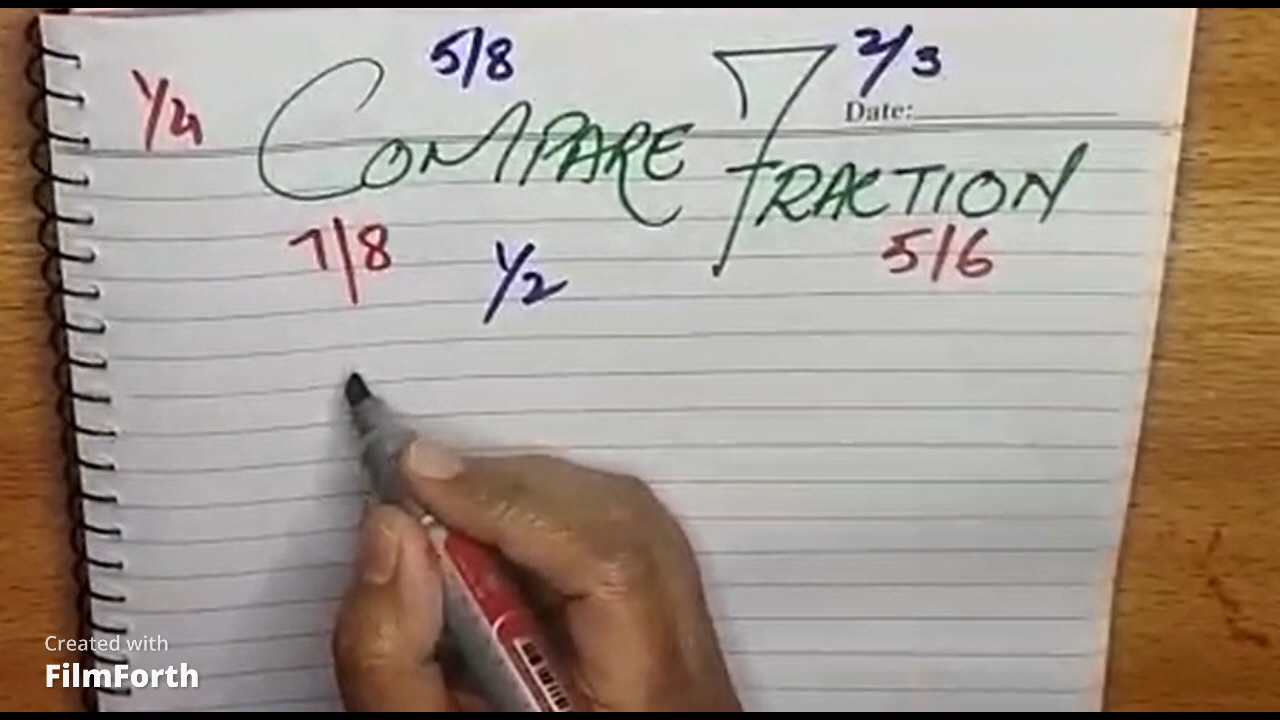 5/8 2/3
1/4
Date:
COMPARE FRACTION
7/8 1/2 5/6
Created with
FilmForth